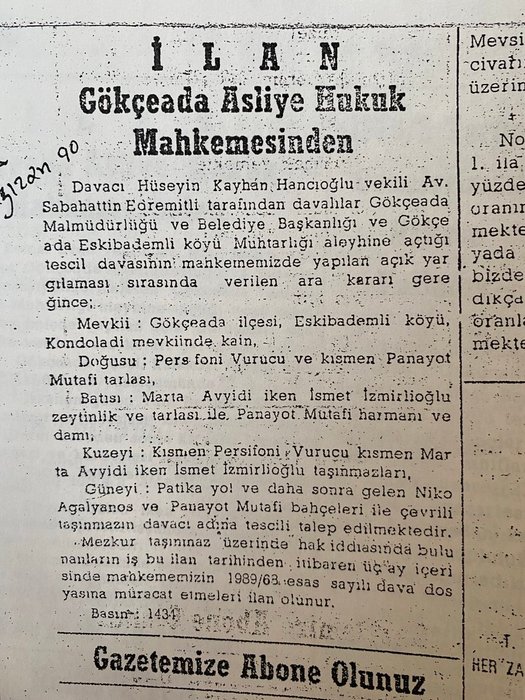 İLAN
Gökçeada Asliye Hukuk
Mahkemesinden
Haziran 90
Davacı Hüseyin Kayhan Hancıoğlu vekili Av.
Sabahattin Edremitli tarafından davalılar Gökçeada
Malmüdürlüğü ve Belediye Başkanlığı ve Gökçe
ada Eskibademli köyü Muhtarlığı aleyhine açtığı
tescil davasının mahkememizde yapılan açık yar
gılaması sırasında verilen ara kararı gere
ğince;
Mevkii : Gökçeada ilçesi, Eskibademli köyü,
Kondoladi mevkiinde kain,
Doğusu : Persifoni Vurucu ve kısmen Panayot
Mutafi tarlası,
Batısı : Marta Avyidi iken İsmet İzmirlioğlu
zeytinlik ve tarlası ile Panayot Mutafi harmanı ve
damı,
Kuzeyi : Kısmen Persifoni Vurucu kısmen Mar
ta Avyidi iken İsmet İzmirlioğlu taşınmazları,
Güneyi : Patika yol ve daha sonra gelen Niko
Agalyanos ve Panayot Mutafi bahçeleri ile çevrili
taşınmazın davacı adına tescili talep edilmektedir.
Mezkur taşınmaz üzerinde hak iddiasında bulu
nanların iş bu ilan tarihinden itibaren üç ay içeri
sinde mahkememizin 1989/68 esas sayılı dava dos
yasına müracat etmeleri ilan olunur.
Basın : 143
Gazetemize Abone Olunuz
Mevsi
civatı
üzerin
No
1. ila
yüzde
oranın
mekte
yada
bizde
dıkça
oranla
mekte
HER ZA